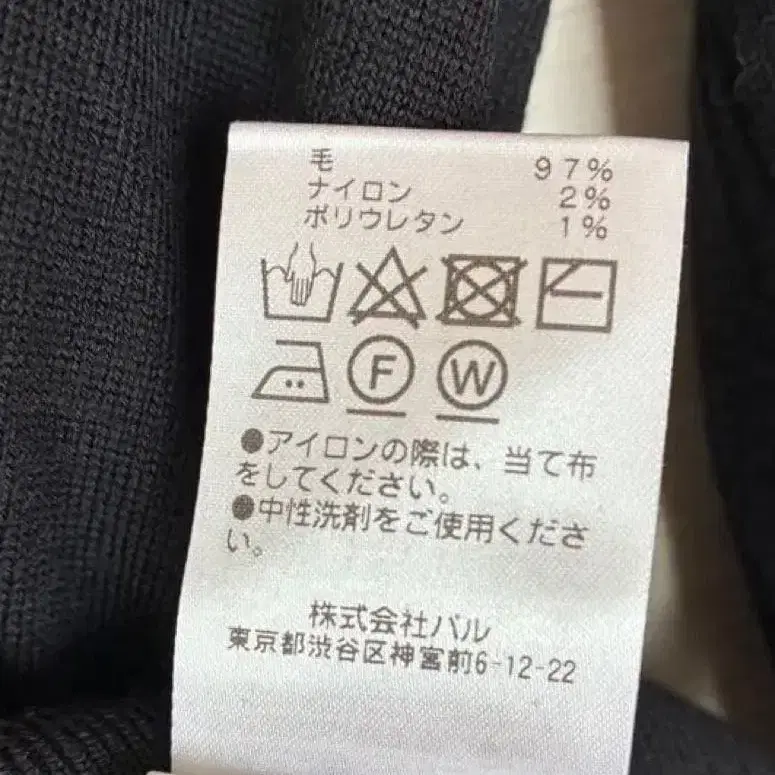 毛 97%
ナイロン 2%
ポリウレタン 1%
F W
●アイロンの際は、当て布
をしてください。
●中性洗剤をご使用くださ
い。
株式会社バル
東京都渋谷区神宮前6-12-22